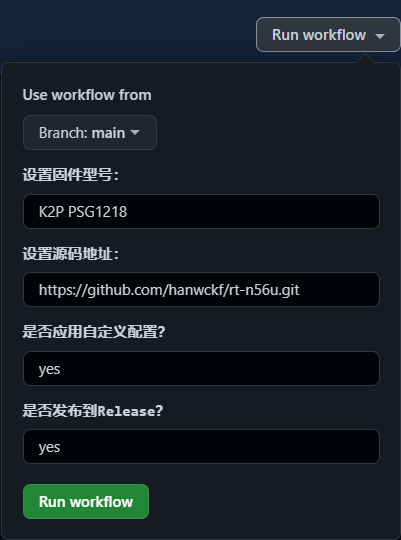 Run workflow
Use workflow from
Branch: main
设置固件型号:
K2P PSG1218
设置源码地址:
https://github.com/hanwckf/rt-n56u.git
是否应用自定义配置?
yes
是否发布到Release?
yes
Run workflow